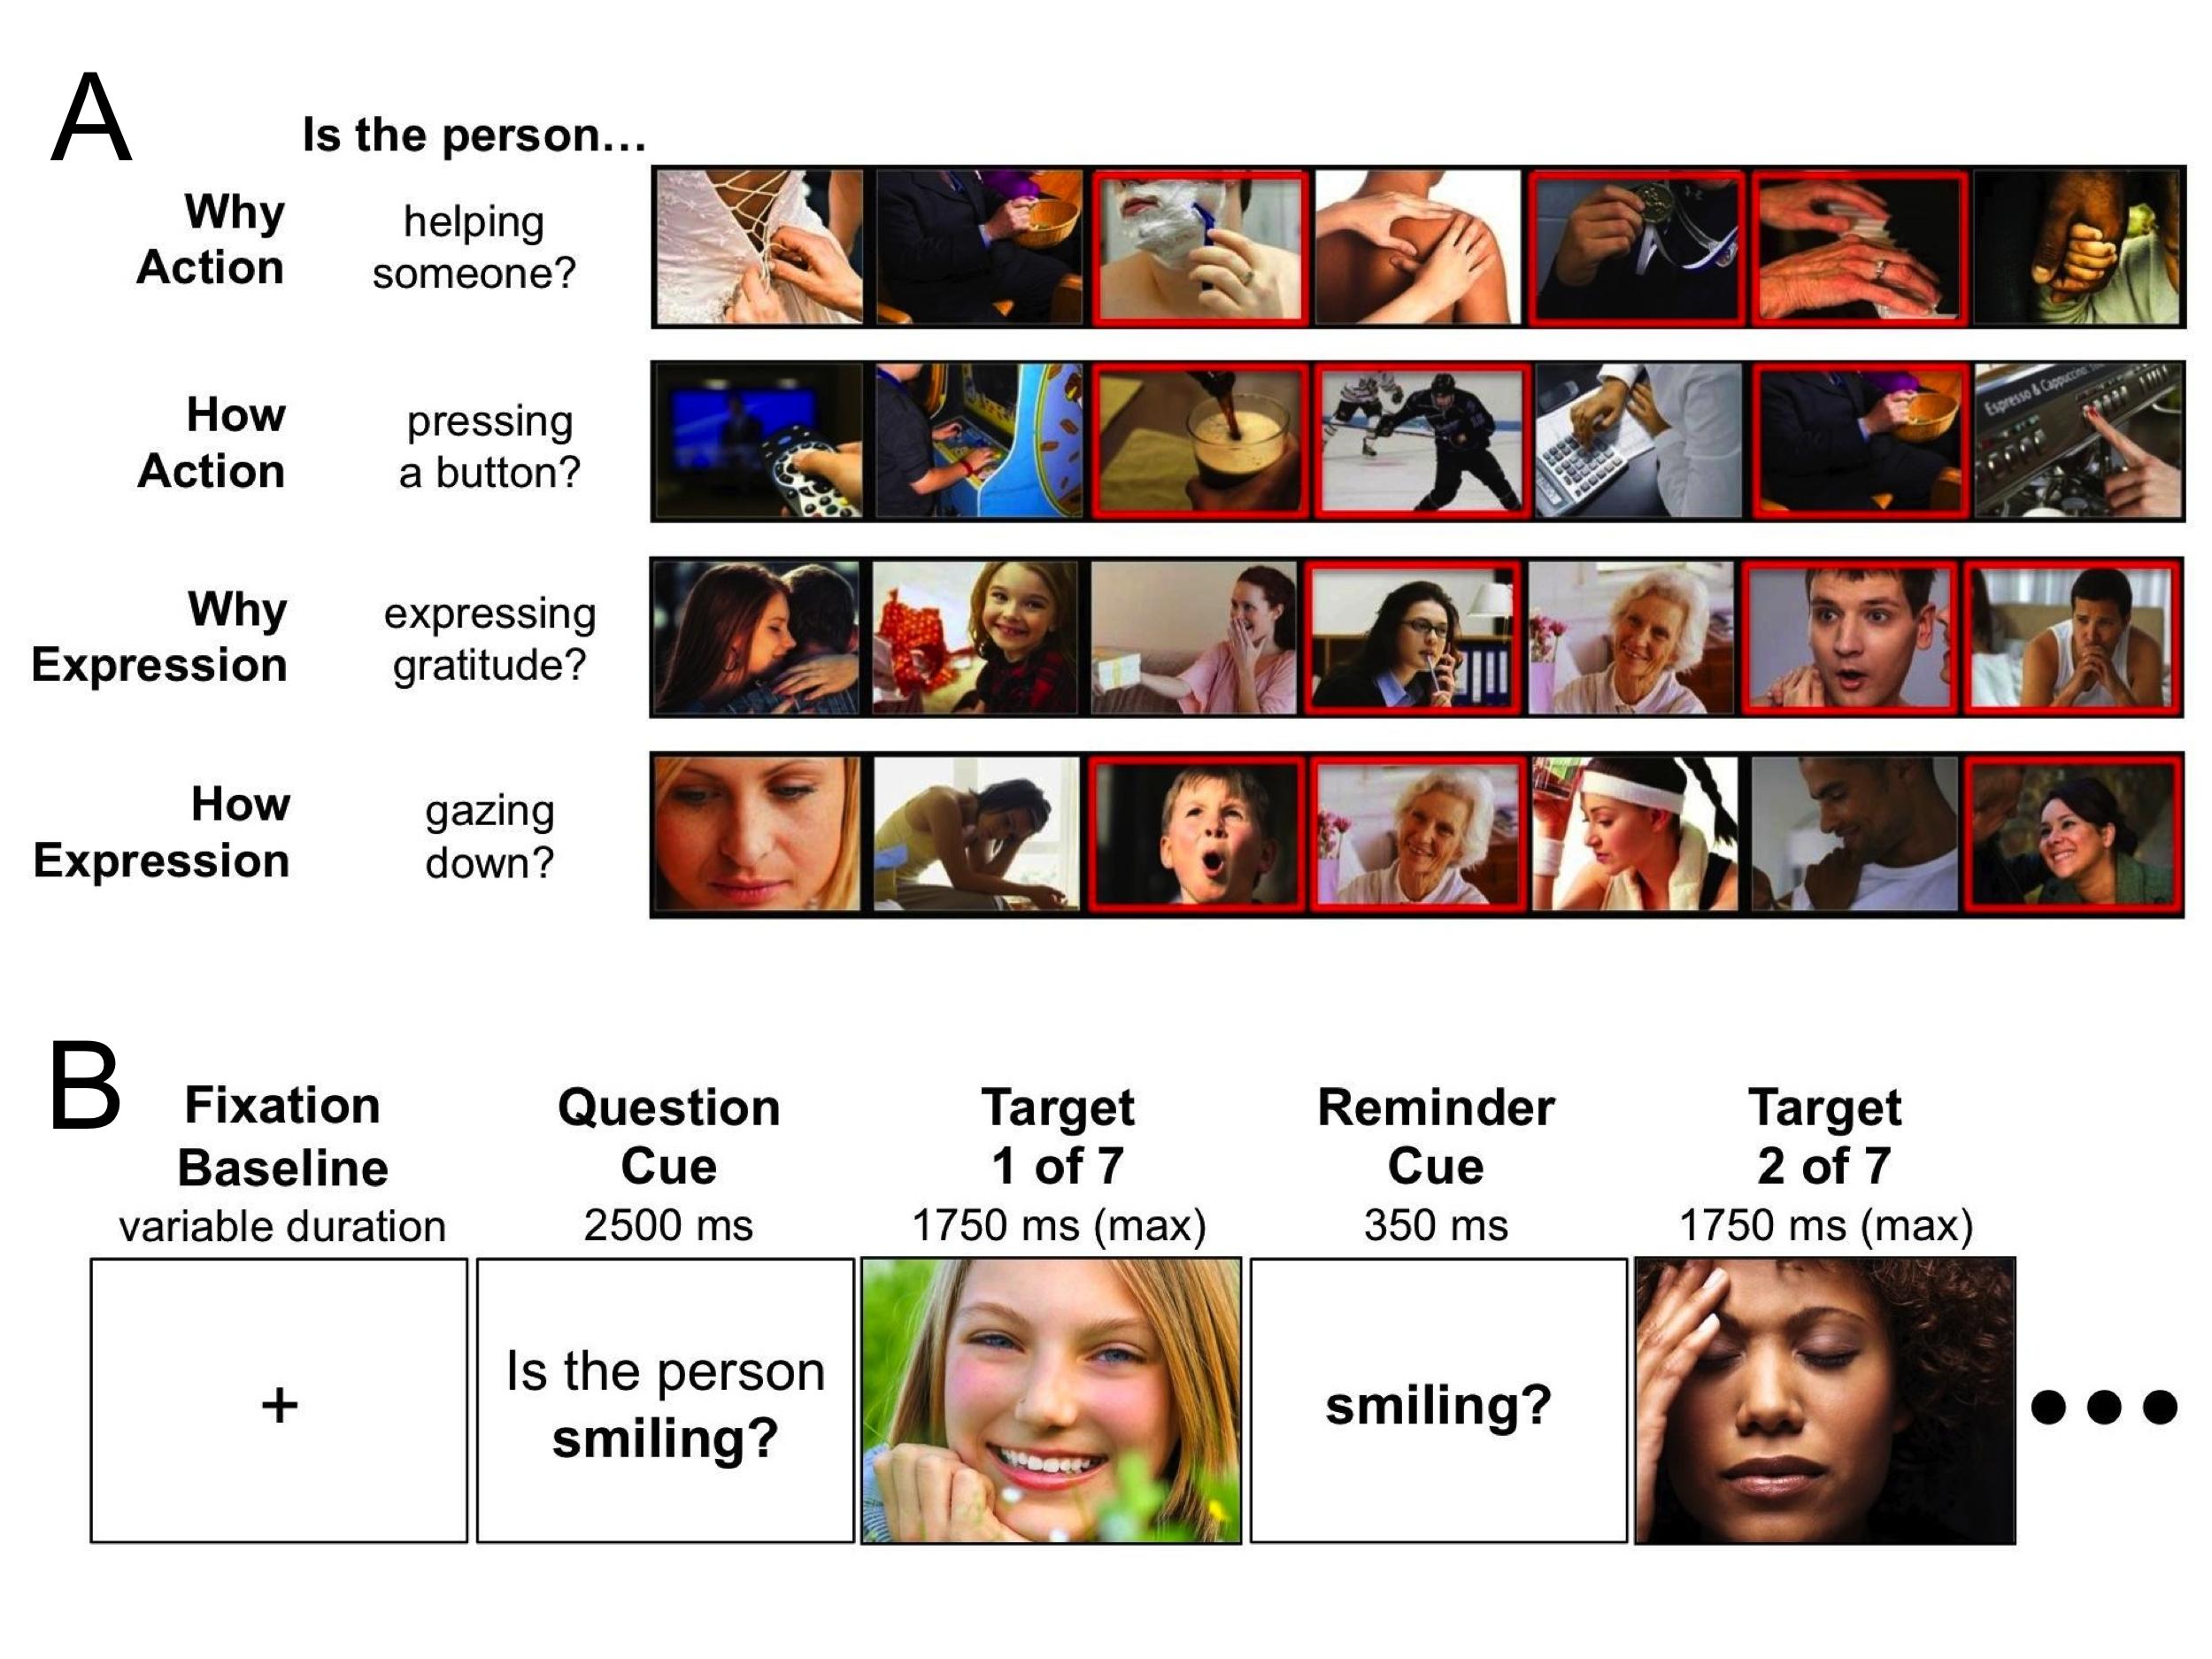 A
Is the person...
Why
Action
helping
someone?
How
Action
pressing
a button?
Espresso & Cappuccino
Why
Expression
expressing
gratitude?
How
Expression
gazing
down?
B
Fixation
Baseline
variable duration
+
Question
Cue
2500 ms
Is the person
smiling?
Target
1 of 7
1750 ms (max)
Reminder
Cue
350 ms
smiling?
Target
2 of 7
1750 ms (max)
●●●